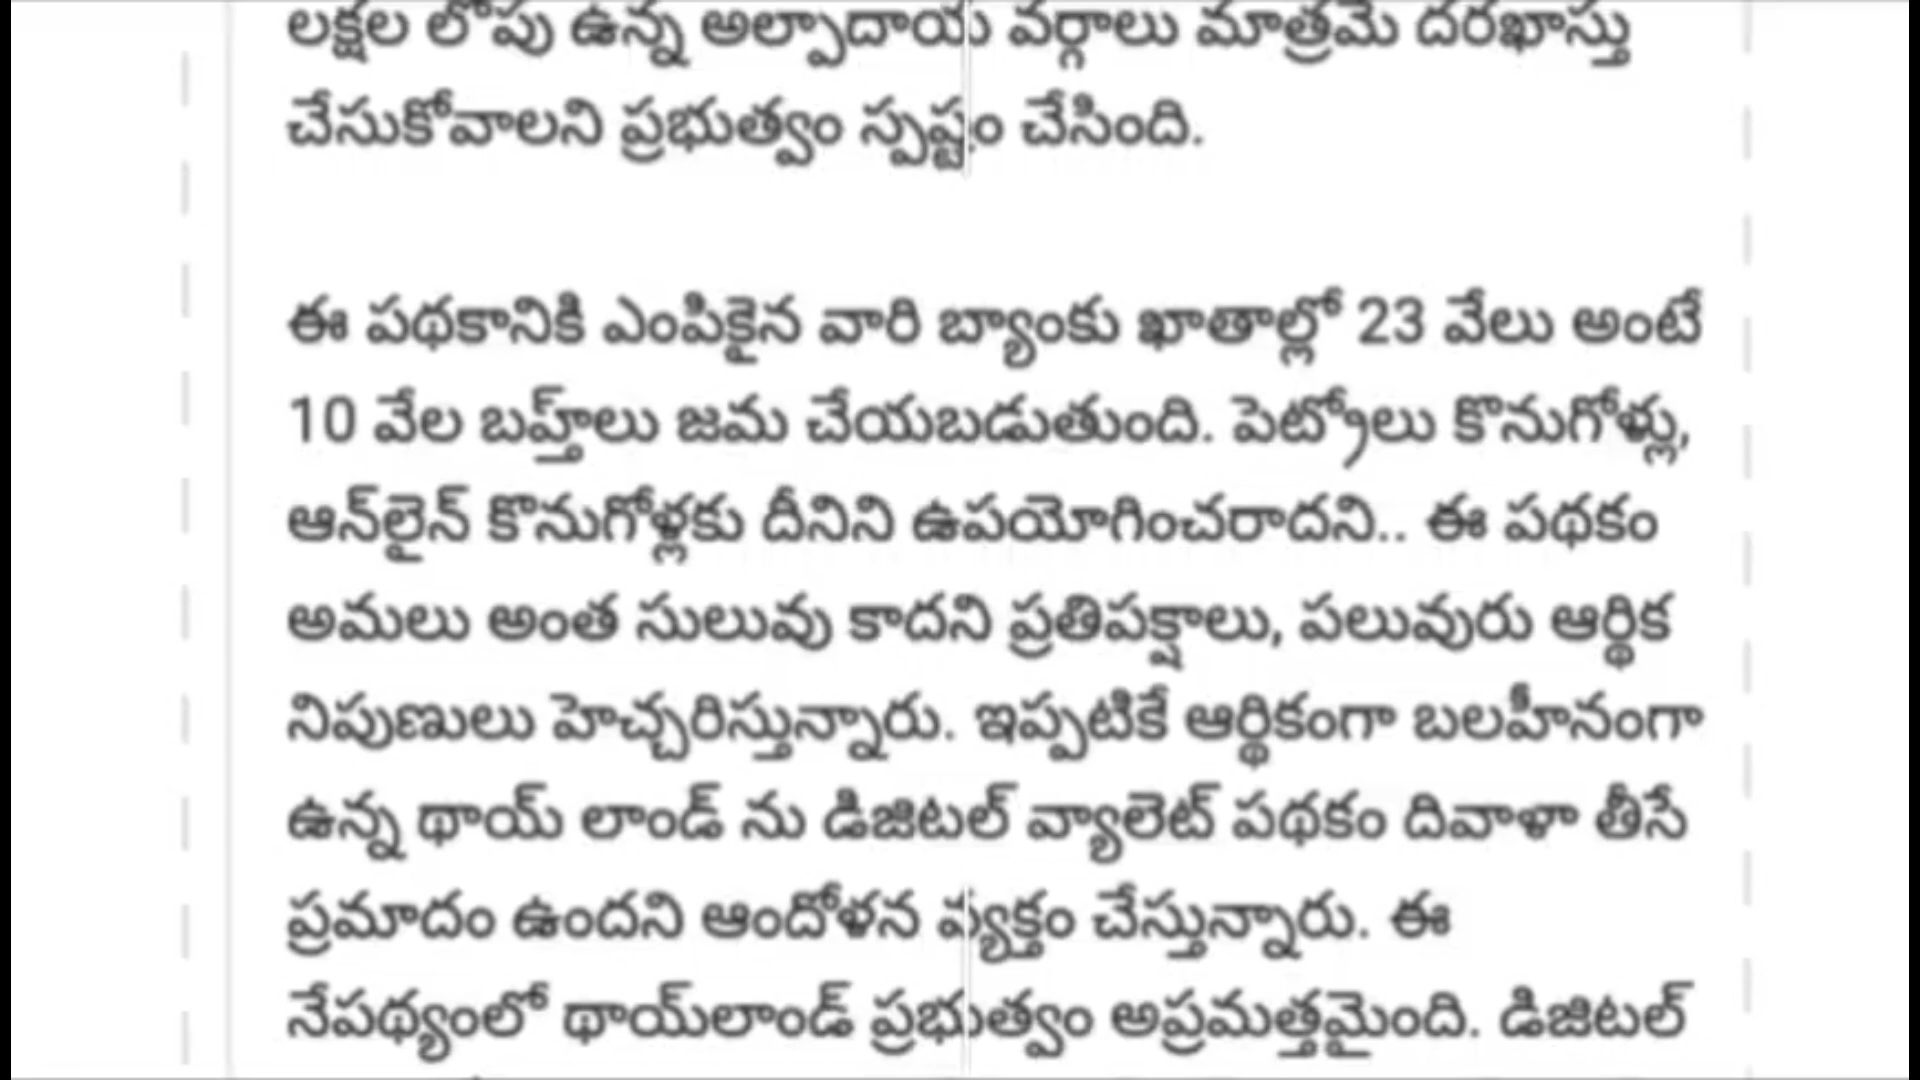 లక్షల లోపు ఉన్న అల్పాదాయ వర్గాలు మాత్రమే దరఖాస్తు
చేసుకోవాలని ప్రభుత్వం స్పష్టం చేసింది.
ఈ పథకానికి ఎంపికైన వారి బ్యాంకు ఖాతాల్లో 23 వేలు అంటే
10 వేల బహ్త్‌లు జమ చేయబడుతుంది. పెట్రోలు కొనుగోళ్లు,
ఆన్‌లైన్ కొనుగోళ్లకు దీనిని ఉపయోగించరాదని.. ఈ పథకం
అమలు అంత సులువు కాదని ప్రతిపక్షాలు, పలువురు ఆర్థిక
నిపుణులు హెచ్చరిస్తున్నారు. ఇప్పటికే ఆర్థికంగా బలహీనంగా
ఉన్న థాయ్ లాండ్ ను డిజిటల్ వ్యాలెట్ పథకం దివాళా తీసే
ప్రమాదం ఉందని ఆందోళన వ్యక్తం చేస్తున్నారు. ఈ
నేపథ్యంలో థాయ్‌లాండ్ ప్రభుత్వం అప్రమత్తమైంది. డిజిటల్